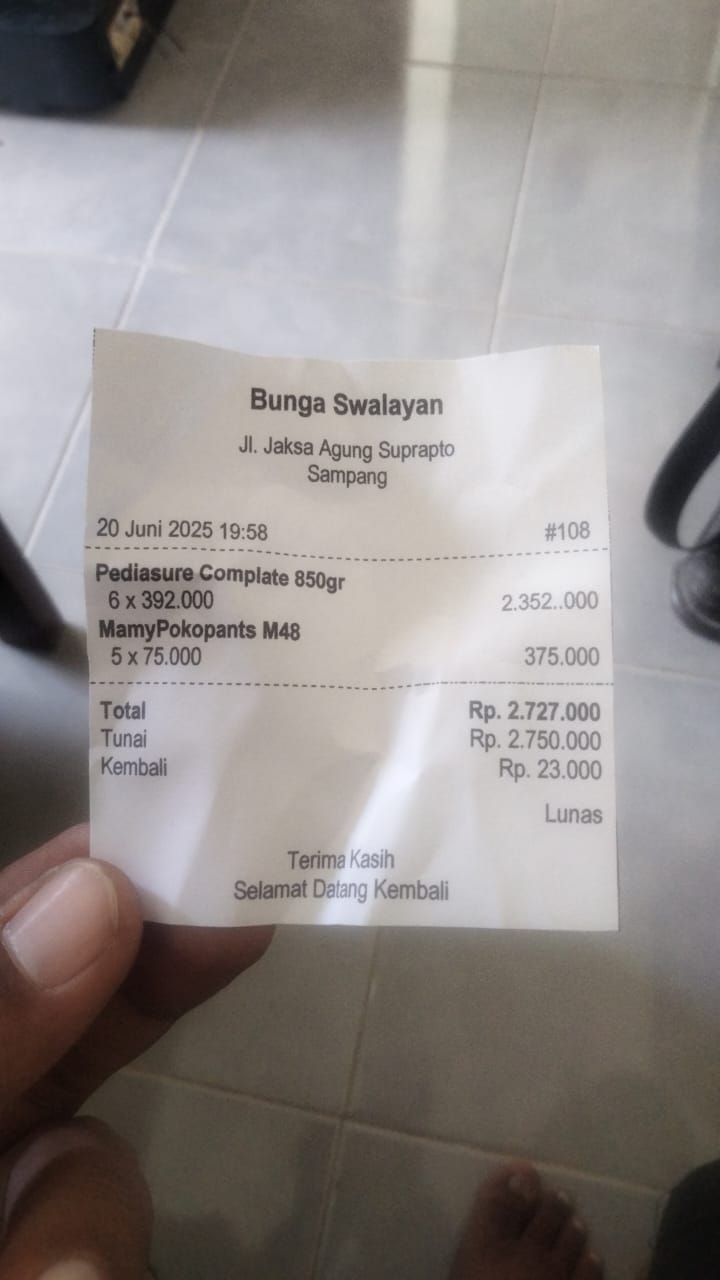 Bunga Swalayan
Jl. Jaksa Agung Suprapto
Sampang
20 Juni 2025 19:58 #108
Pediasure Complate 850gr
6 x 392.000 2.352..000
MamyPokopants M48
5 x 75.000 375.000
Total Rp. 2.727.000
Tunai Rp. 2.750.000
Kembali Rp. 23.000
Lunas
Terima Kasih
Selamat Datang Kembali